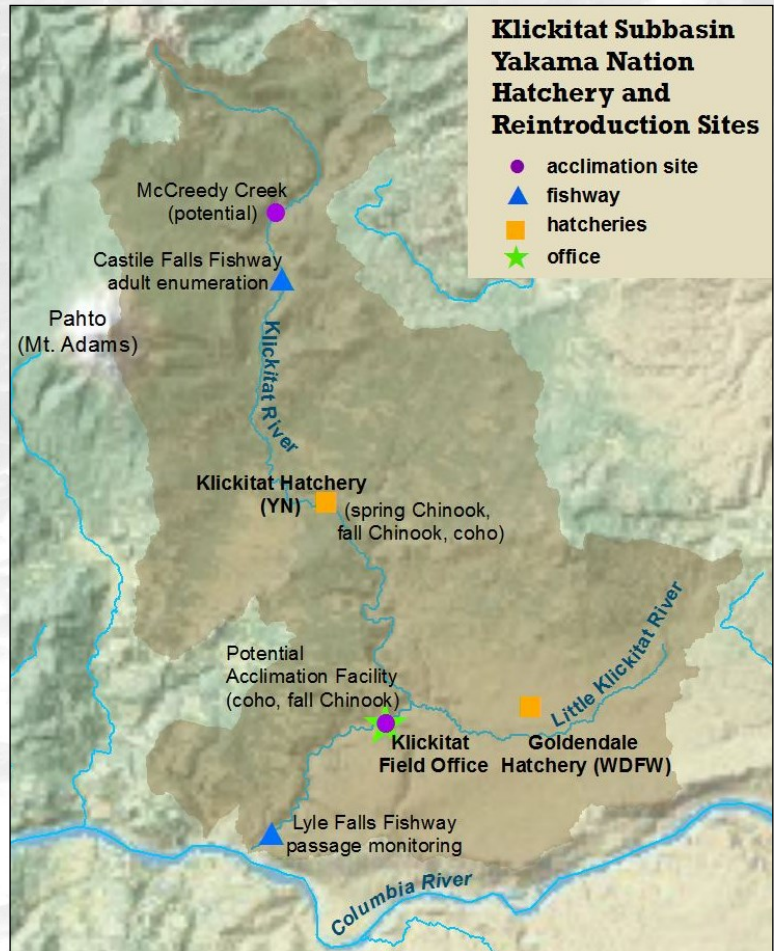 Klickitat Subbasin
Yakama Nation
Hatchery and
Reintroduction Sites
acclimation site
fishway
hatcheries
office
McCreedy Creek
(potential)
Castile Falls Fishway
adult enumeration
Pahto
(Mt. Adams)
Klickitat River
Klickitat Hatchery
(YN)
(spring Chinook,
fall Chinook, coho)
Potential
Acclimation Facility
(coho, fall Chinook)
Little Klickitat River
Klickitat
Field Office
Goldendale
Hatchery (WDFW)
Lyle Falls Fishway
passage monitoring
Columbia River